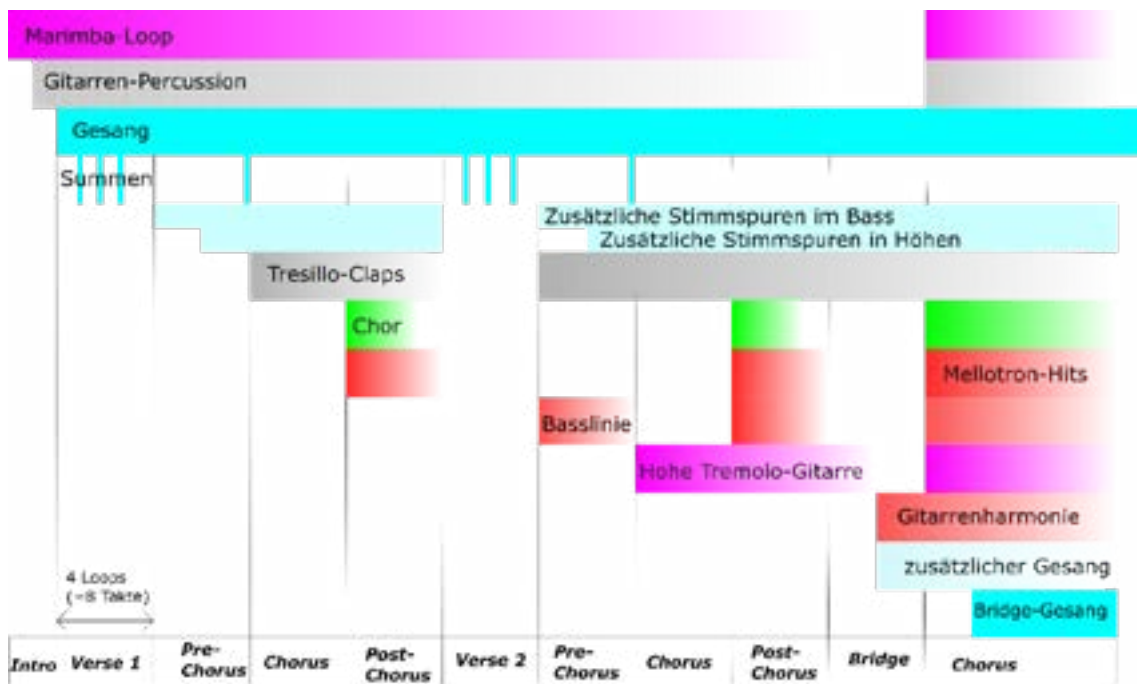 Marimba-Loop
Gitarren-Percussion
Gesang
Summen
Zusätzliche Stimmspuren im Bass
Zusätzliche Stimmspuren in Höhen
Tresillo-Claps
Chor
Mellotron-Hits
Basslinie
Hohe Tremolo-Gitarre
Gitarrenharmonie
zusätzlicher Gesang
4 Loops
(=8 Takte)
Bridge-Gesang
Intro
Verse 1
Pre-
Chorus
Chorus
Post-
Chorus
Verse 2
Pre-
Chorus
Chorus
Post-
Chorus
Bridge
Chorus